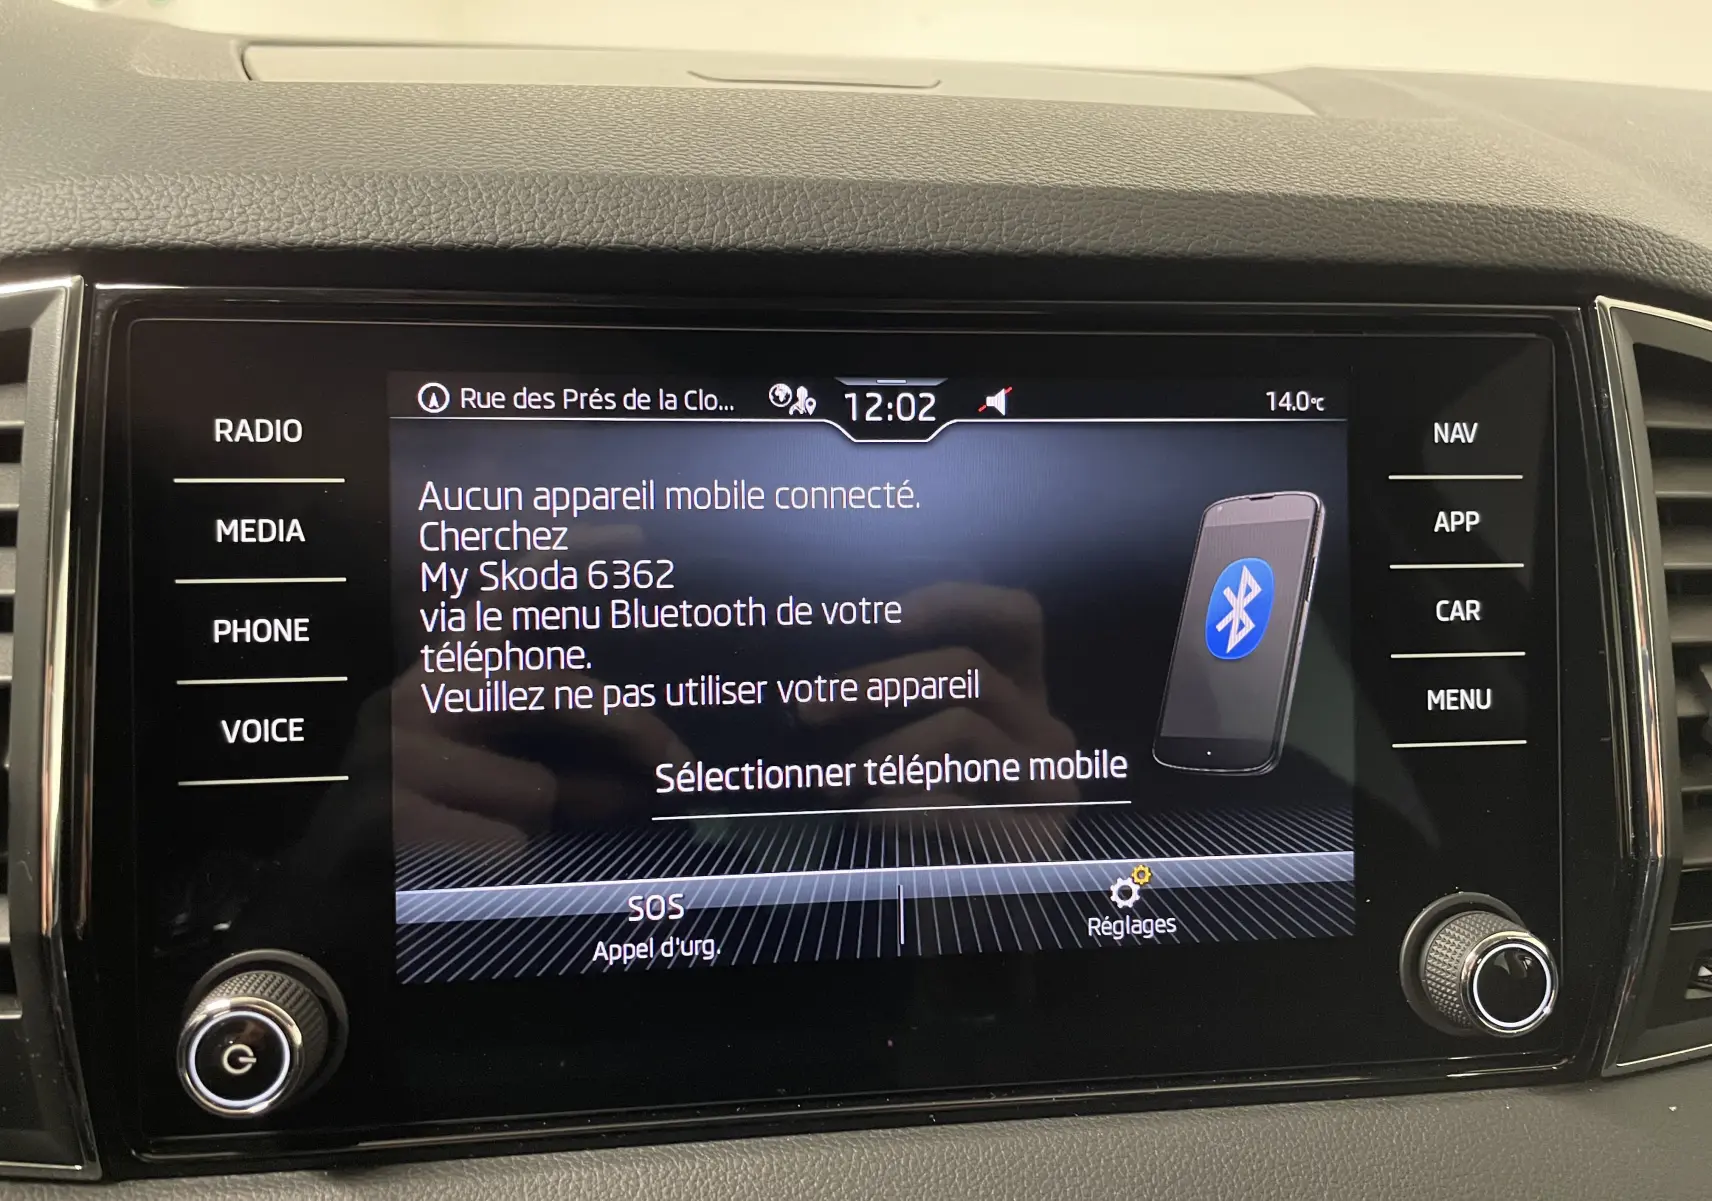 Rue des Prés de la Clo... 12:02 14.0°C
RADIO
MEDIA
PHONE
VOICE
Aucun appareil mobile connecté.
Cherchez
My Skoda 6362
via le menu Bluetooth de votre
téléphone.
Veuillez ne pas utiliser votre appareil
Sélectionner téléphone mobile
SOS
Appel d'urg.
Réglages
NAV
APP
CAR
MENU